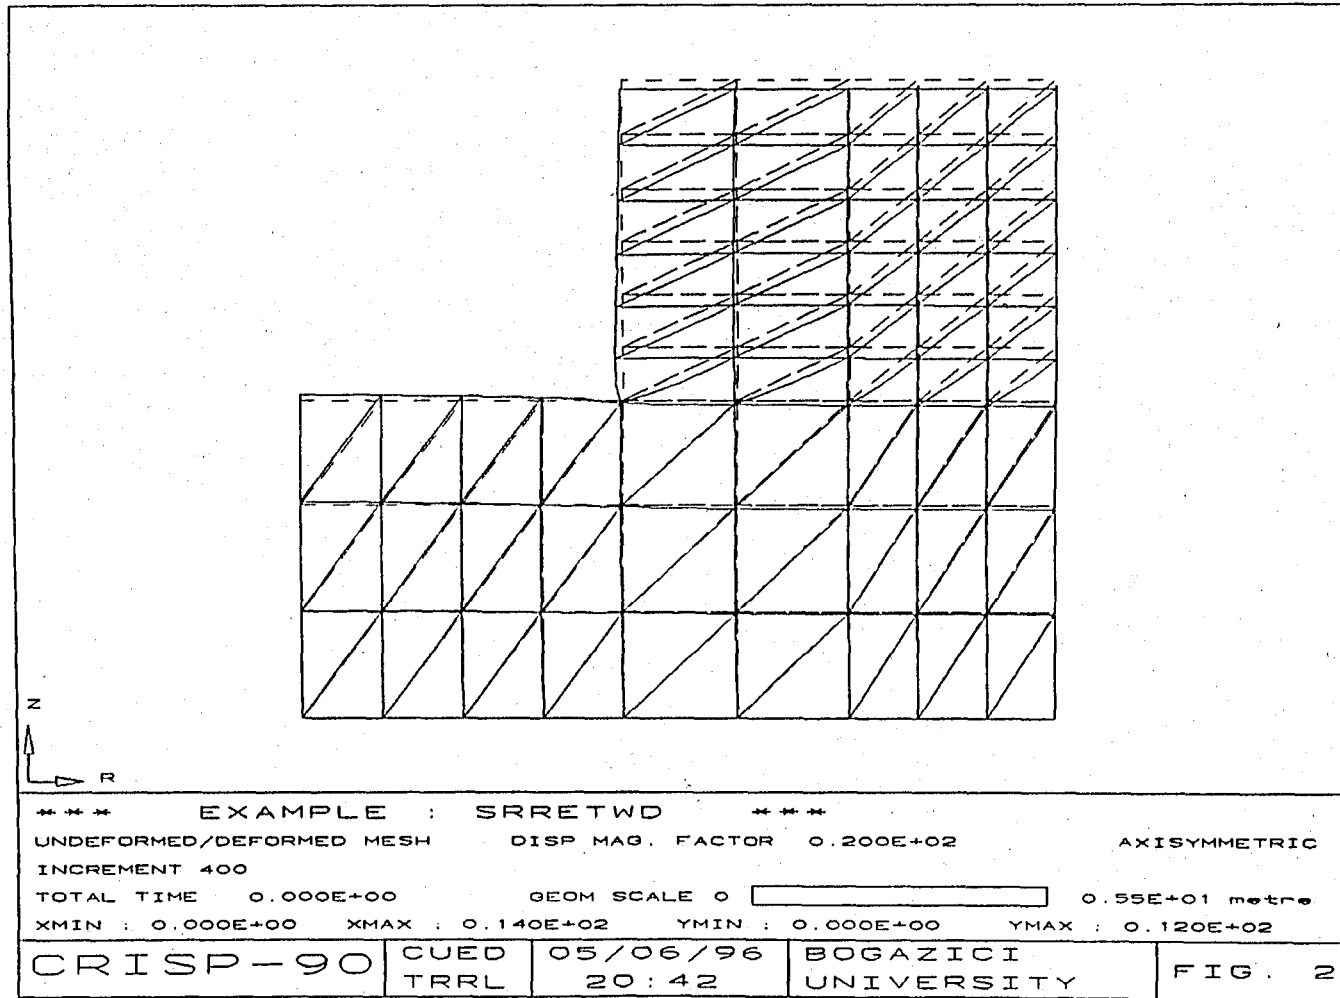 Z
R
*** EXAMPLE : SRRETWD ***
UNDEFORMED/DEFORMED MESH DISP MAG. FACTOR 0.200E+02 AXISYMMETRIC
INCREMENT 400
TOTAL TIME 0.000E+00 GEOM SCALE 0 0.55E+01 metre
XMIN : 0.000E+00 XMAX : 0.140E+02 YMIN : 0.000E+00 YMAX : 0.120E+02
CRISP-90 CUED TRRL 05/06/96 20:42 BOGAZICI UNIVERSITY FIG. 2